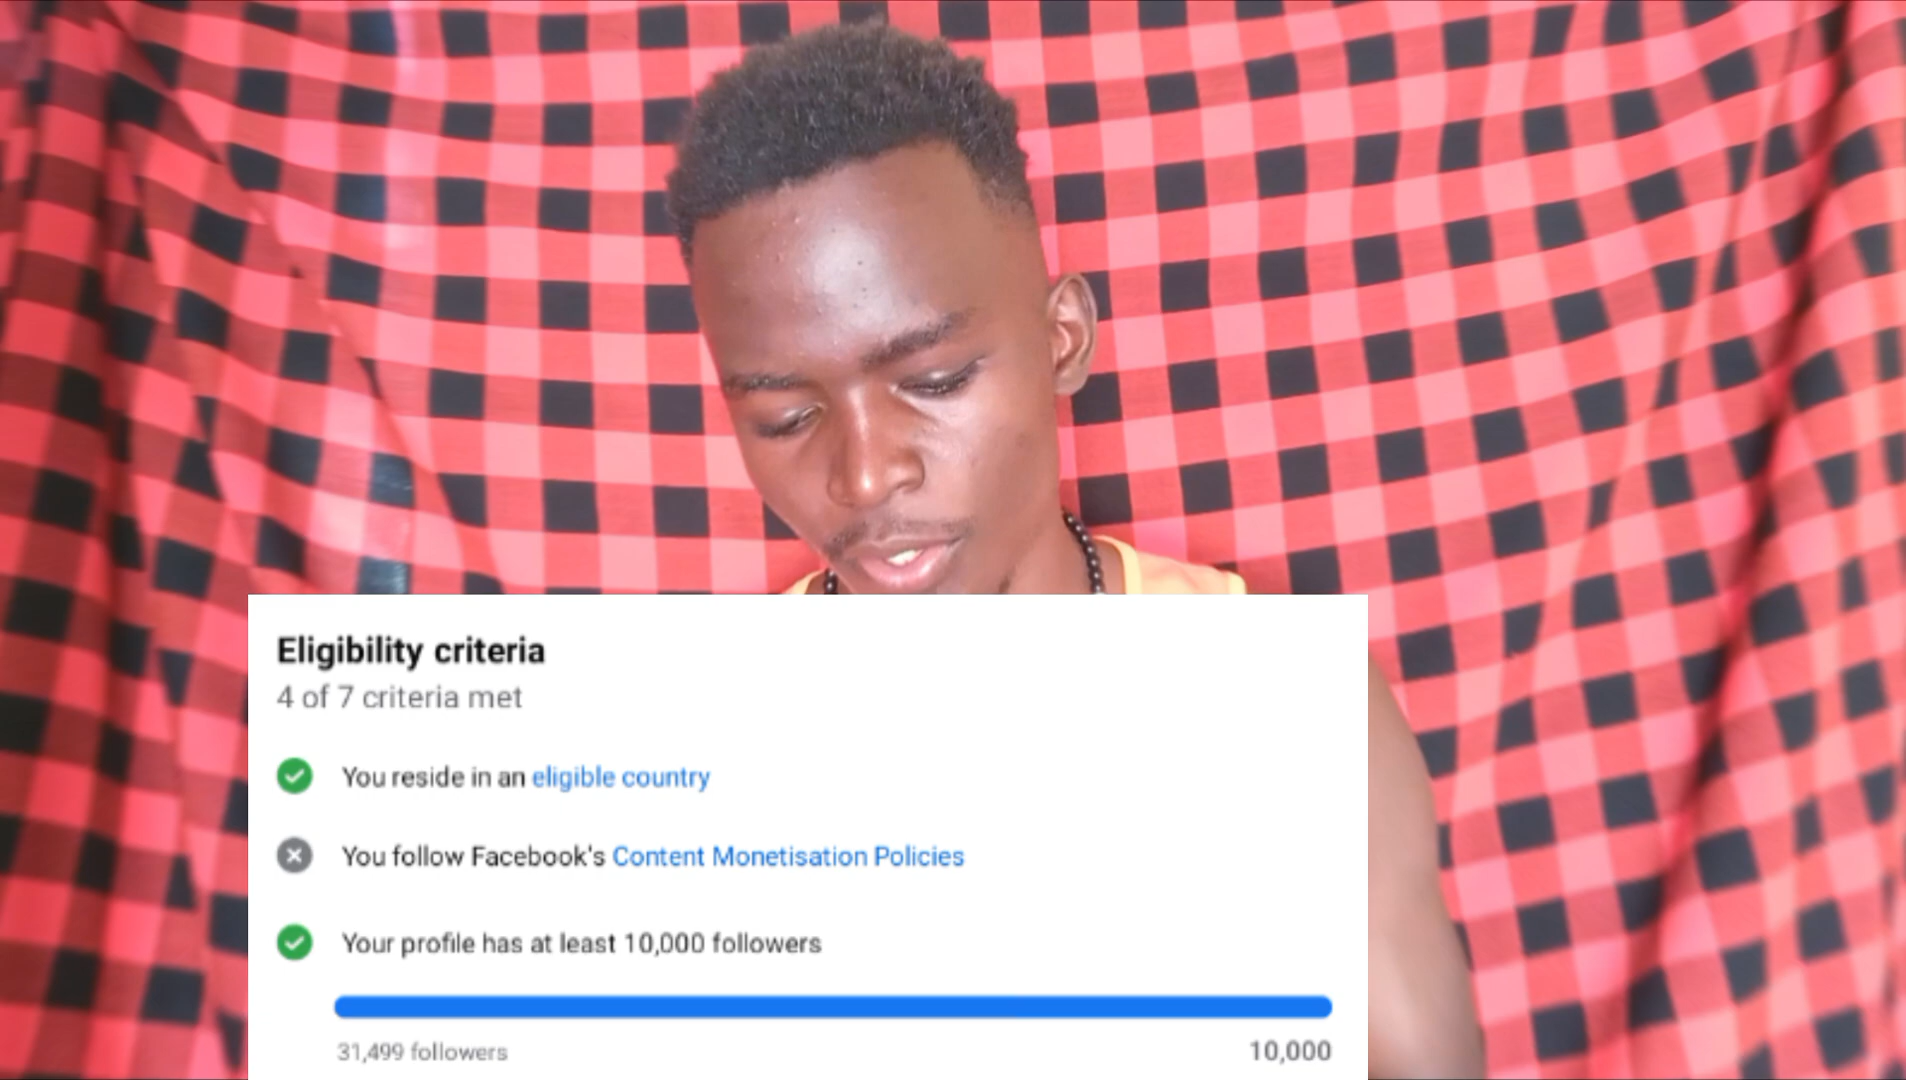 Eligibility criteria
4 of 7 criteria met
You reside in an eligible country
You follow Facebook's Content Monetisation Policies
Your profile has at least 10,000 followers
31,499 followers 10,000